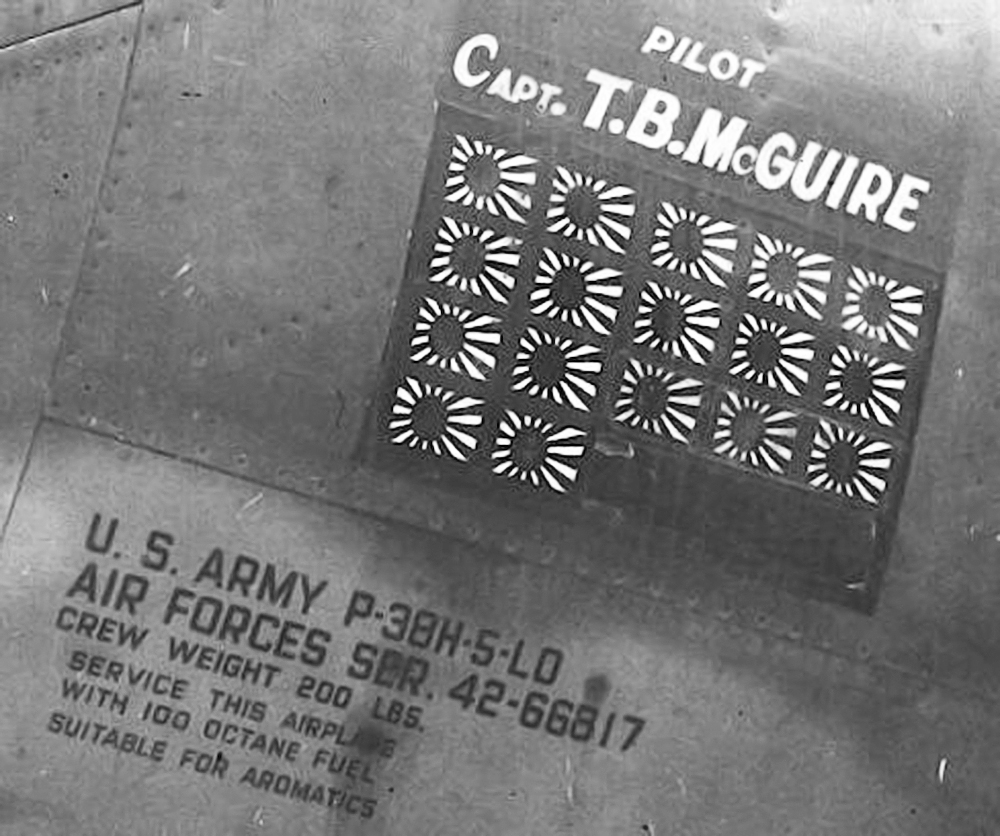 PILOT
CAPT. T.B. McGUIRE
U. S. ARMY P-38H-5-LO
AIR FORCES SER. 42-66817
CREW WEIGHT 200 LBS.
SERVICE THIS AIRPLANE
WITH 100 OCTANE FUEL
SUITABLE FOR AROMATICS